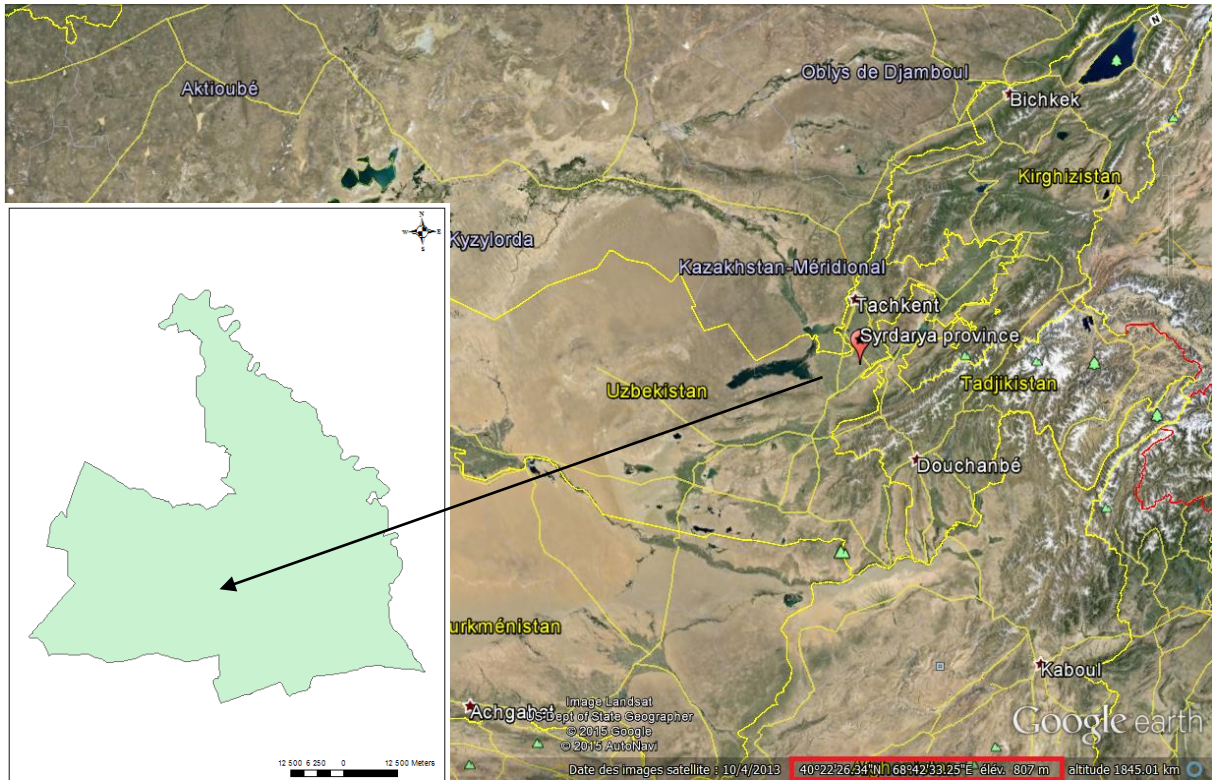 N
Aktioubé
Oblys de Djamboul
Bichkek
Kirghizistan
N
W E
S
Kyzylorda
Kazakhstan-Méridional
Tachkent
Syrdarya province
Uzbekistan
Tadjikistan
Douchanbé
urkménistan
Kaboul
Achgabat
Image Landsat
US Dept of State Geographer
© 2015 Google
© 2015 AutoNavi
Google earth
12 500 6 250 0 12 500 Meters
Date des images satellite : 10/4/2013 40°22'26.34"N 68°42'33.25"E élév. 807 m altitude 1845.01 km